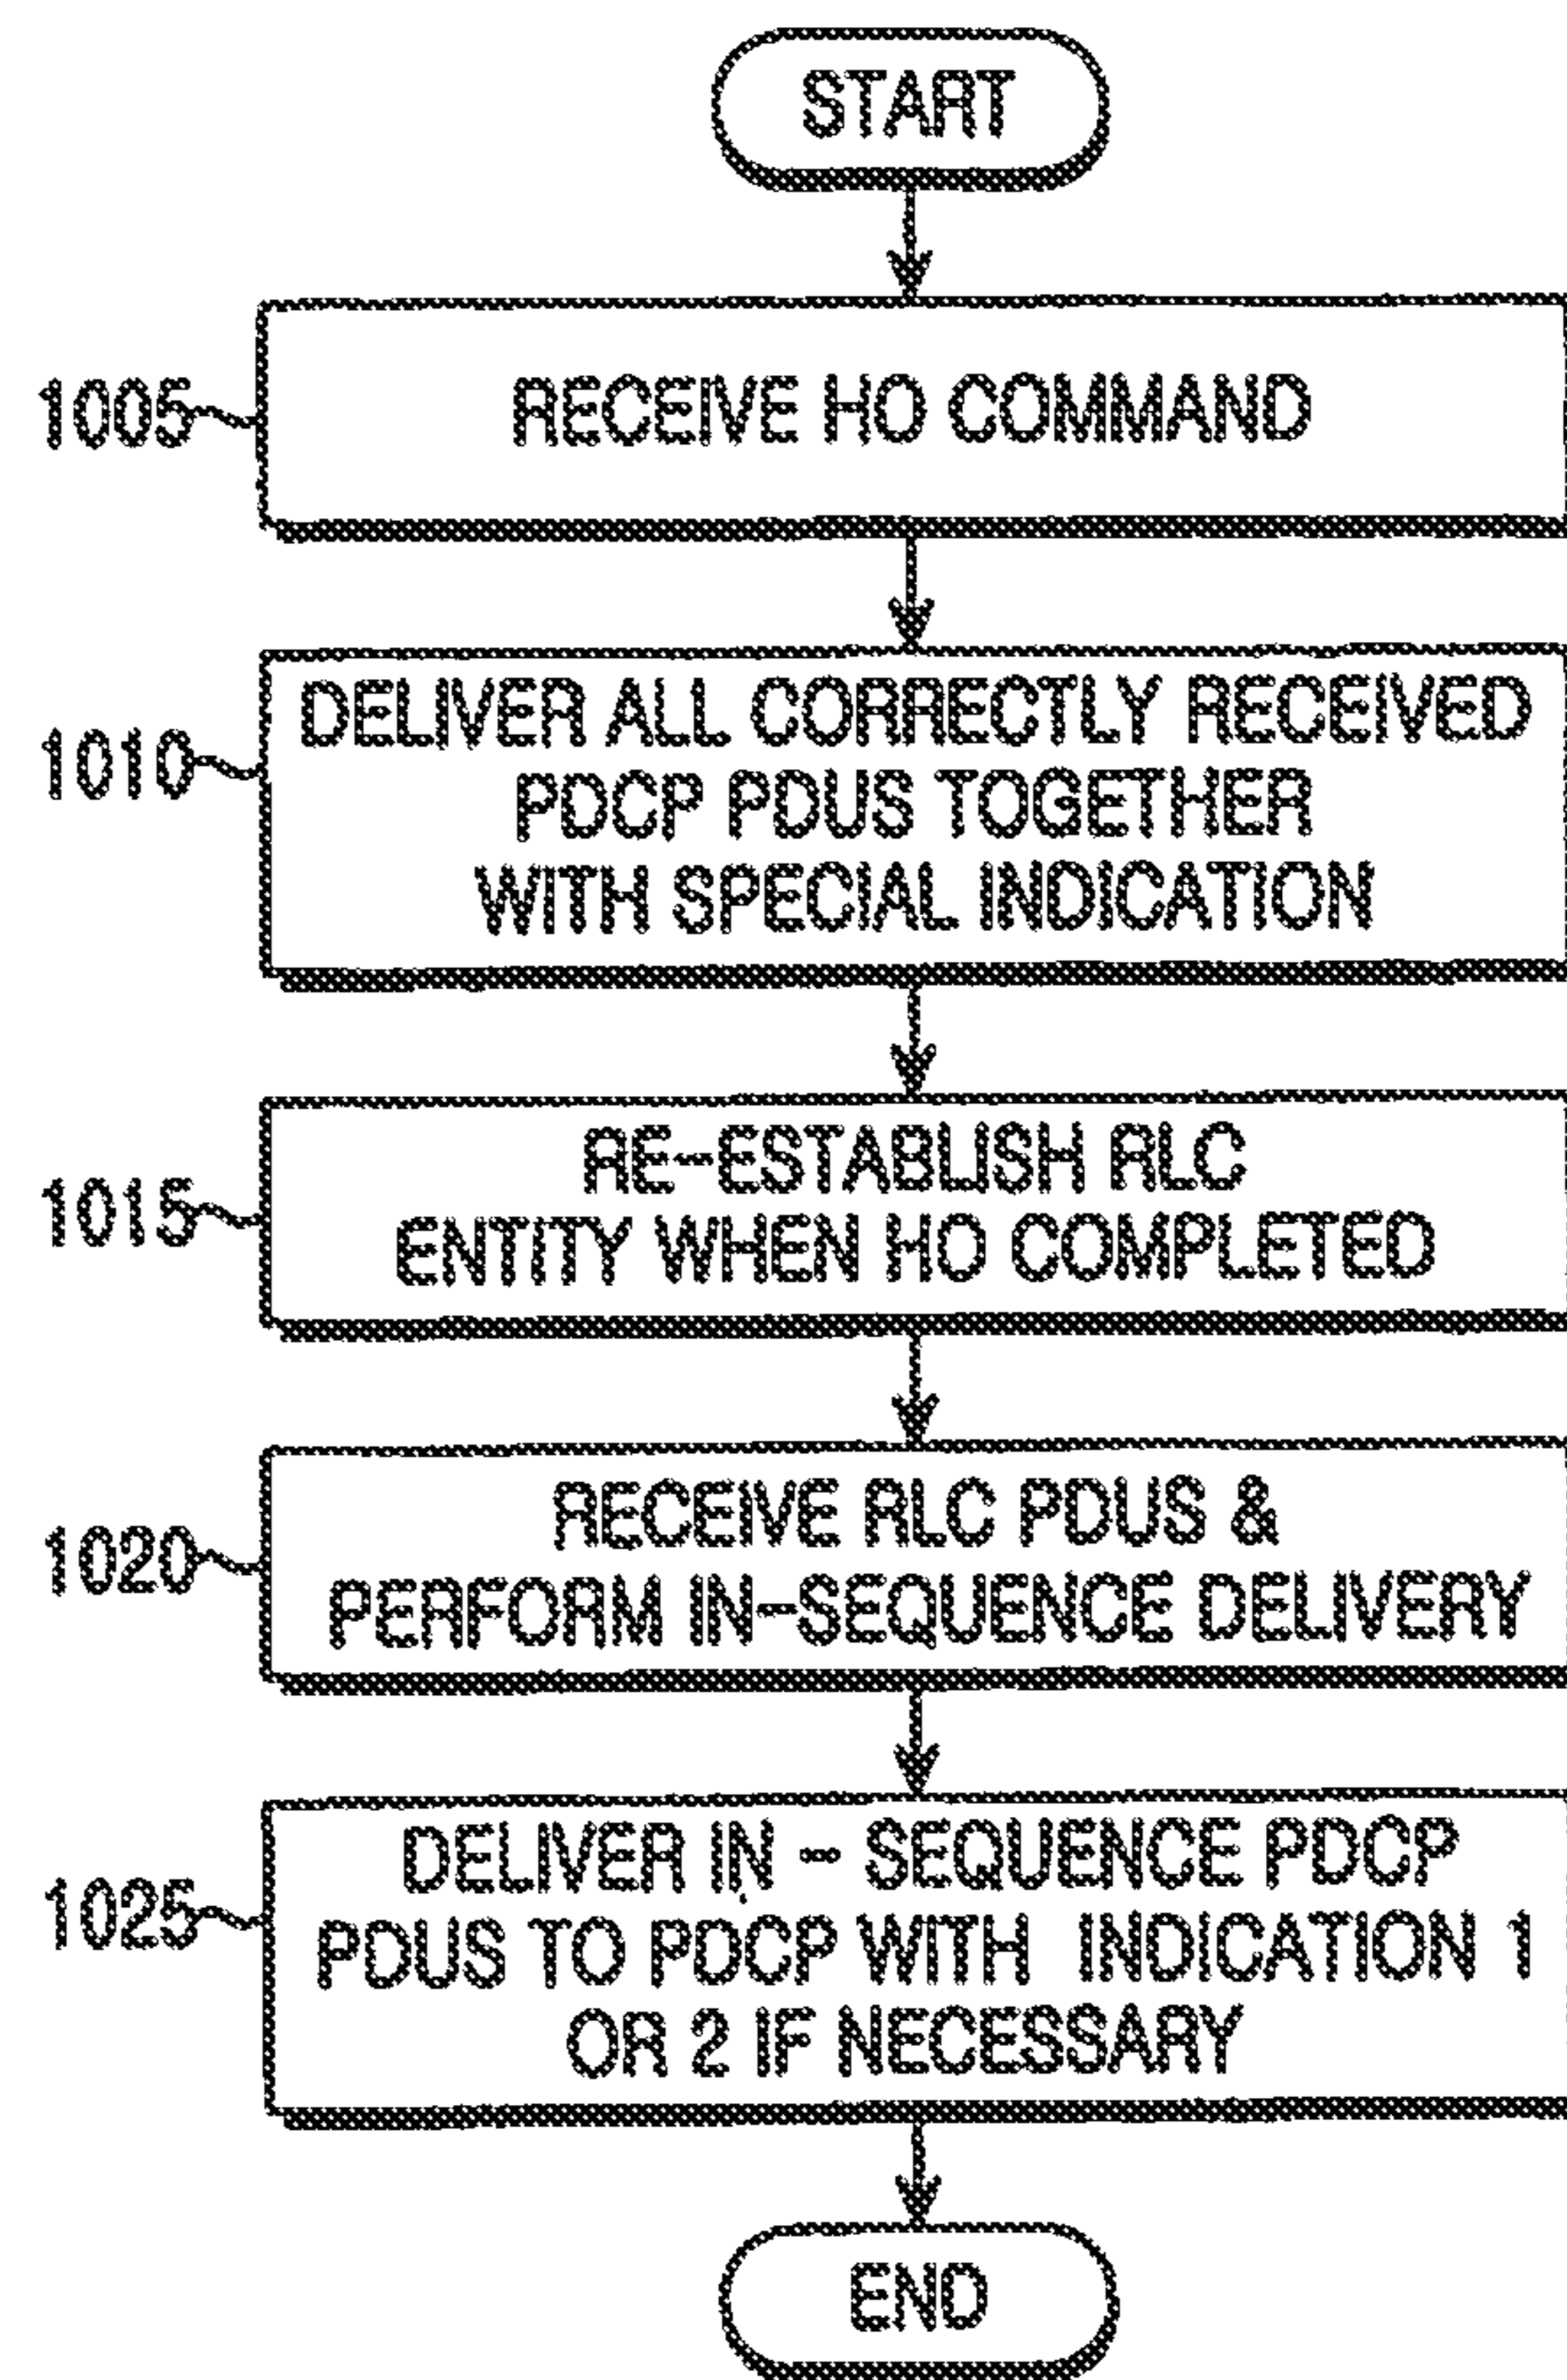 START
1005
RECEIVE HO COMMAND
1010
DELIVER ALL CORRECTLY RECEIVED
PDCP PDUS TOGETHER
WITH SPECIAL INDICATION
1015
RE-ESTABLISH RLC
ENTITY WHEN HO COMPLETED
1020
RECEIVE RLC PDUS &
PERFORM IN-SEQUENCE DELIVERY
1025
DELIVER IN - SEQUENCE PDCP
PDUS TO PDCP WITH INDICATION 1
OR 2 IF NECESSARY
END